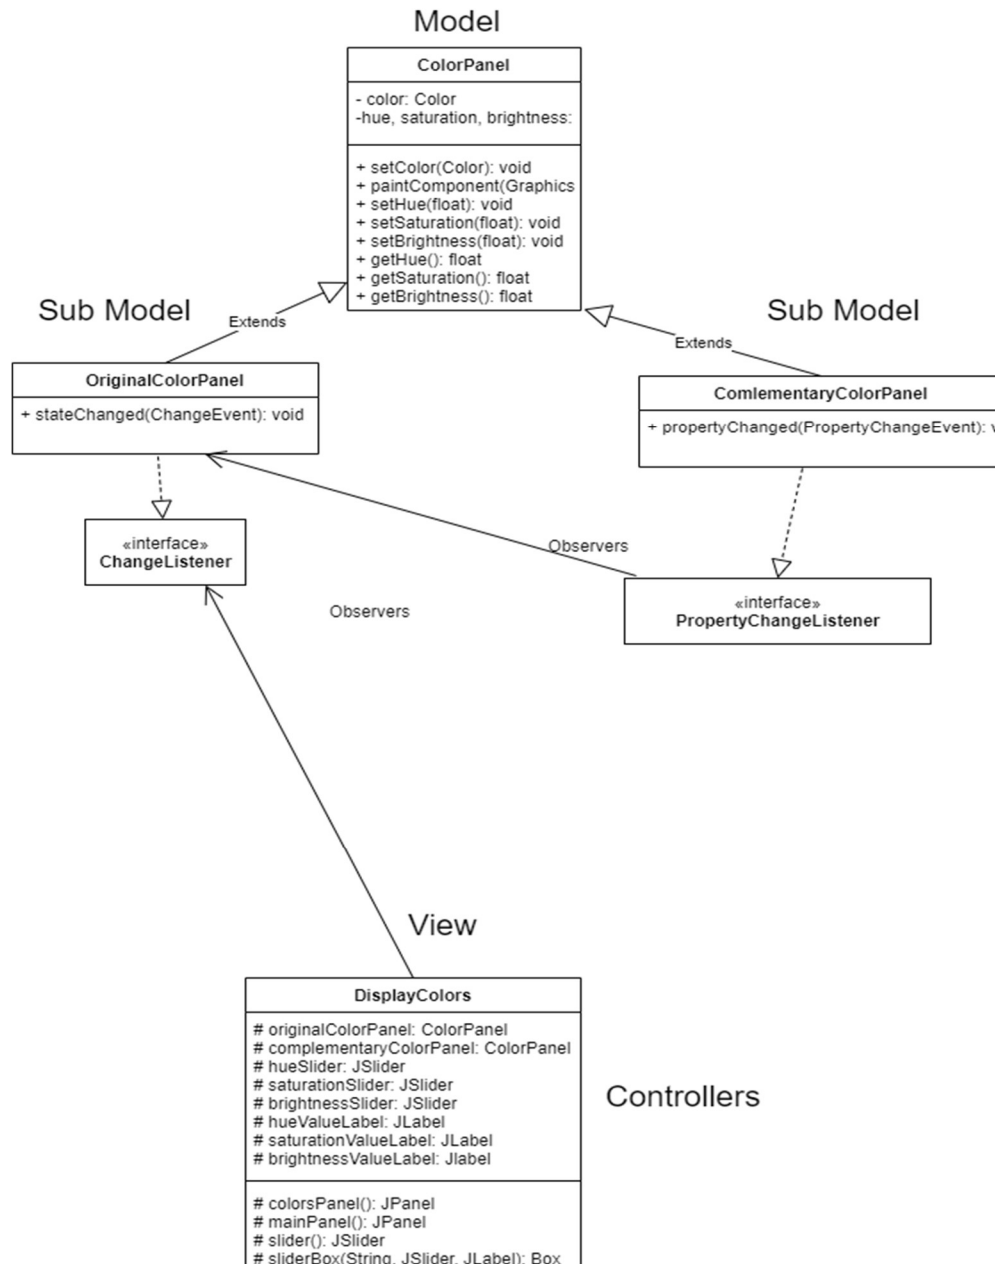 Model
ColorPanel
- color: Color
-hue, saturation, brightness:
+ setColor(Color): void
+ paintComponent(Graphics
+ setHue(float): void
+ setSaturation(float): void
+ setBrightness(float): void
+ getHue(): float
+ getSaturation(): float
+ getBrightness(): float
Sub Model
Sub Model
Extends
Extends
OriginalColorPanel
+ stateChanged(ChangeEvent): void
ComlementaryColorPanel
+ propertyChanged(PropertyChangeEvent): v
«interface»
ChangeListener
Observers
Observers
«interface»
PropertyChangeListener
View
DisplayColors
# originalColorPanel: ColorPanel
# complementaryColorPanel: ColorPanel
# hueSlider: JSlider
# saturationSlider: JSlider
# brightnessSlider: JSlider
# hueValueLabel: JLabel
# saturationValueLabel: JLabel
# brightnessValueLabel: Jlabel
Controllers
# colorsPanel(): JPanel
# mainPanel(): JPanel
# slider(): JSlider
# sliderBox(String, JSlider, JLabel): Box